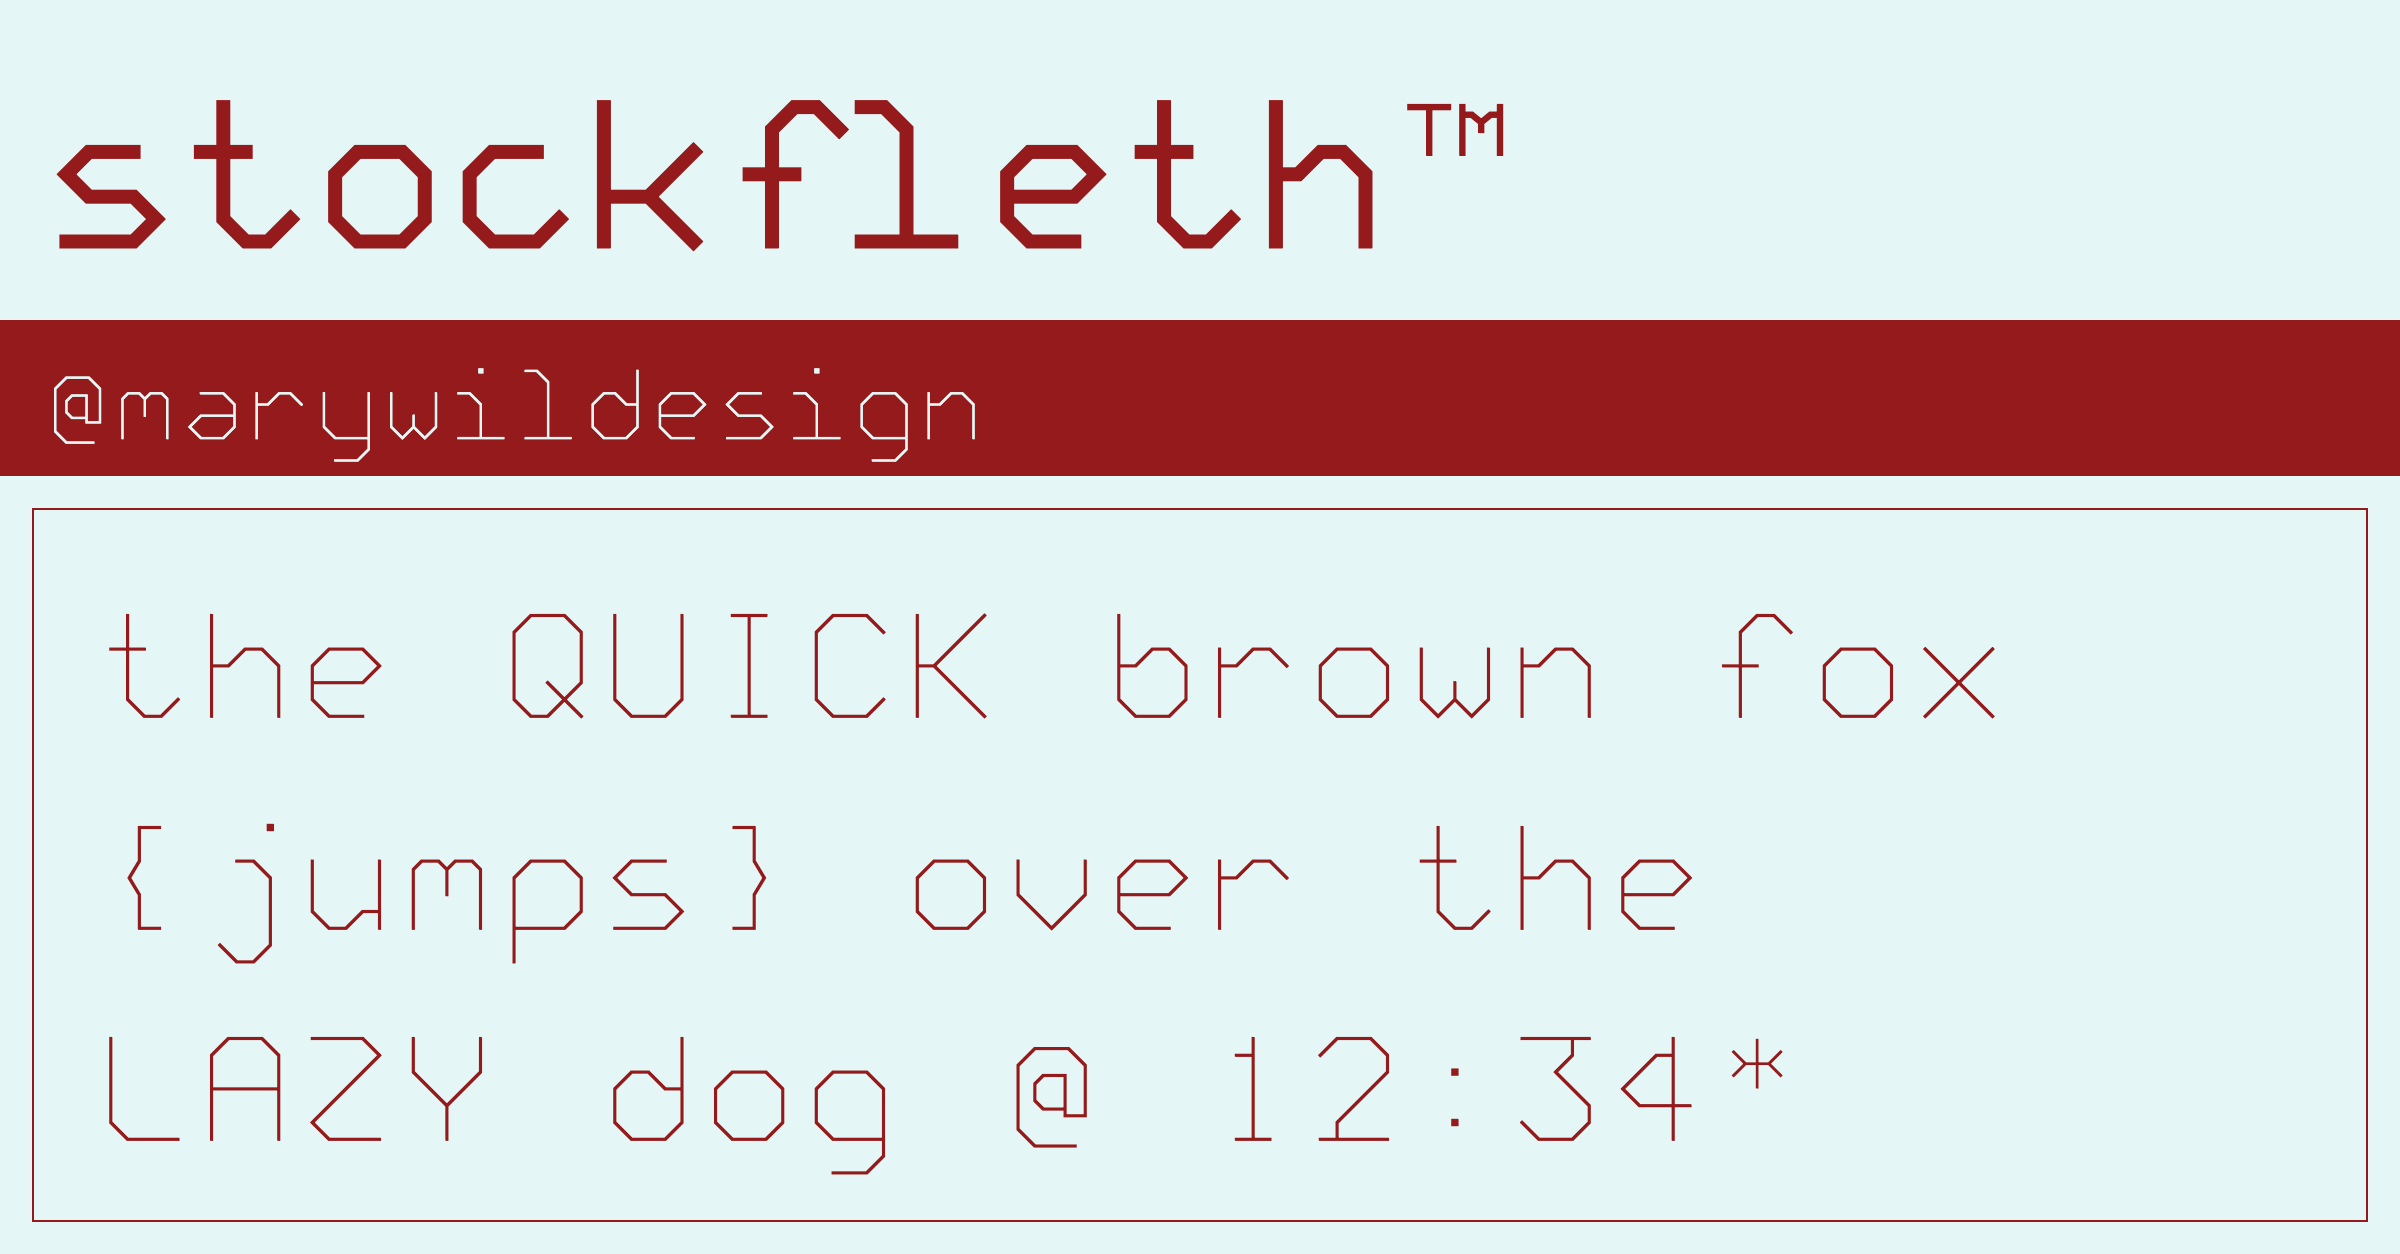 stockfleth™
@marywildesign
the QUICK brown fox
{jumps} over the
LAZY dog @ 12:34*